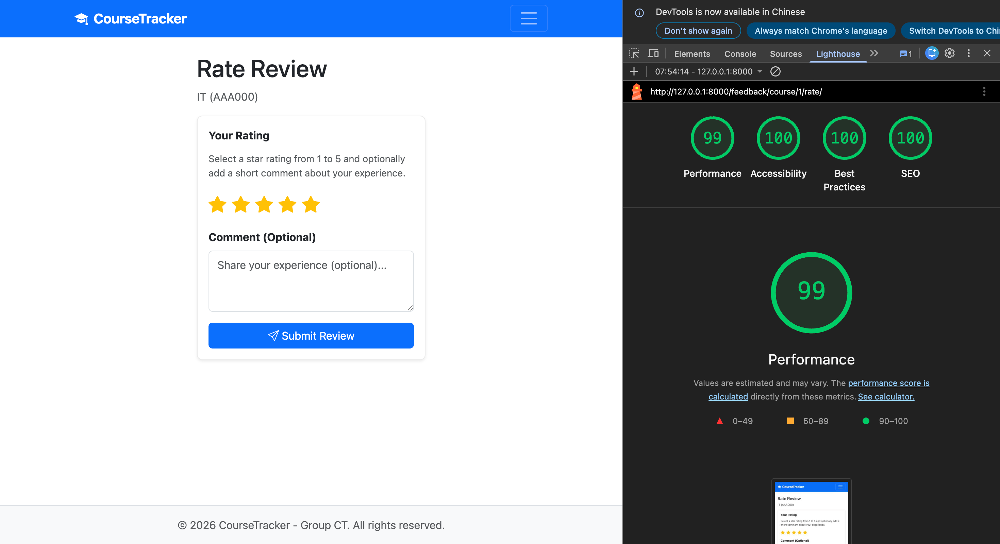 CourseTracker
Rate Review
IT (AAA000)
Your Rating
Select a star rating from 1 to 5 and optionally
add a short comment about your experience.
Comment (Optional)
Share your experience (optional)...
Submit Review
© 2026 CourseTracker - Group CT. All rights reserved.
DevTools is now available in Chinese
Don't show again
Always match Chrome's language
Switch DevTools to Chi
Elements
Console
Sources
Lighthouse
1
07:54:14 - 127.0.0.1:8000
http://127.0.0.1:8000/feedback/course/1/rate/
99
100
100
100
Performance
Accessibility
Best
Practices
SEO
99
Performance
Values are estimated and may vary. The performance score is
calculated directly from these metrics. See calculator.
0–49
50–89
90–100
CourseTracker
Rate Review
IT (AAA000)
Your Rating
Select a star rating from 1 to 5 and optionally add a
short comment about your experience.
Comment (Optional)